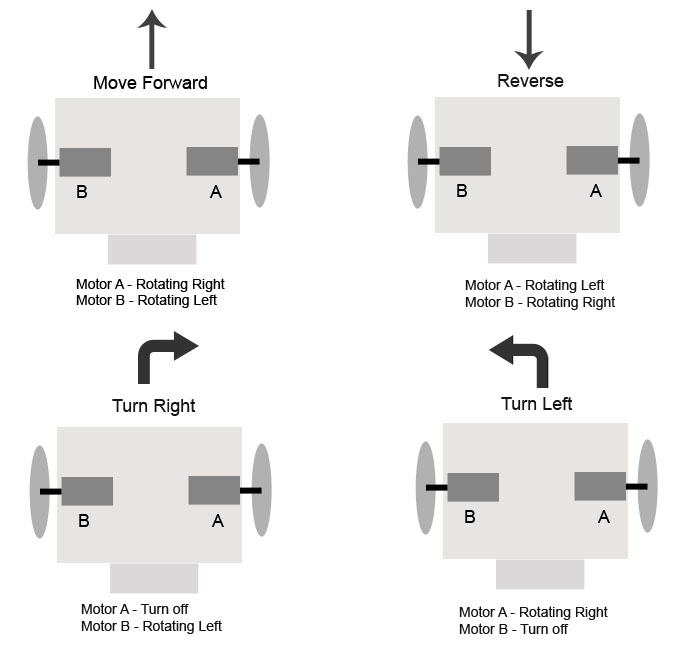 Move Forward
B
A
Motor A - Rotating Right
Motor B - Rotating Left
Reverse
B
A
Motor A - Rotating Left
Motor B - Rotating Right
Turn Right
B
A
Motor A - Turn off
Motor B - Rotating Left
Turn Left
B
A
Motor A - Rotating Right
Motor B - Turn off